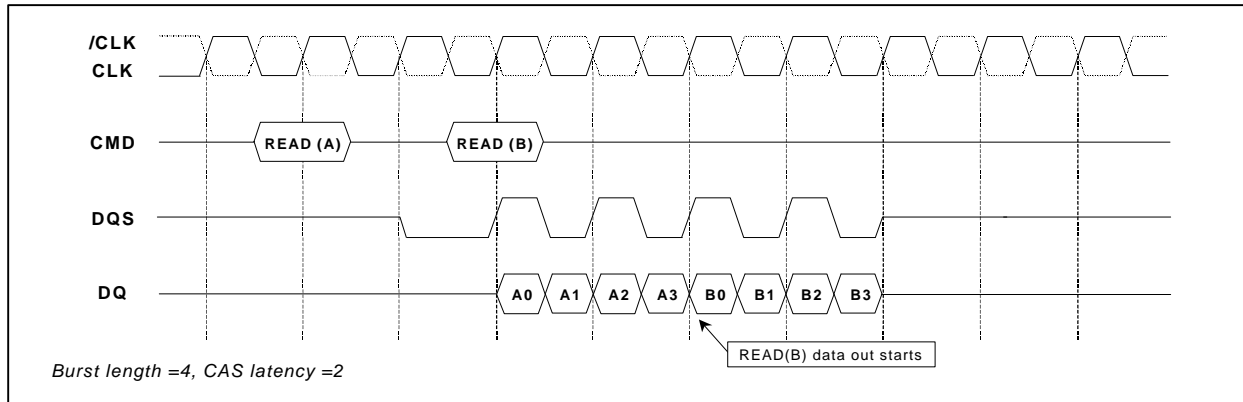 /CLK
CLK
CMD READ (A) READ (B)
DQS
DQ A0 A1 A2 A3 B0 B1 B2 B3
READ(B) data out starts
Burst length =4, CAS latency =2